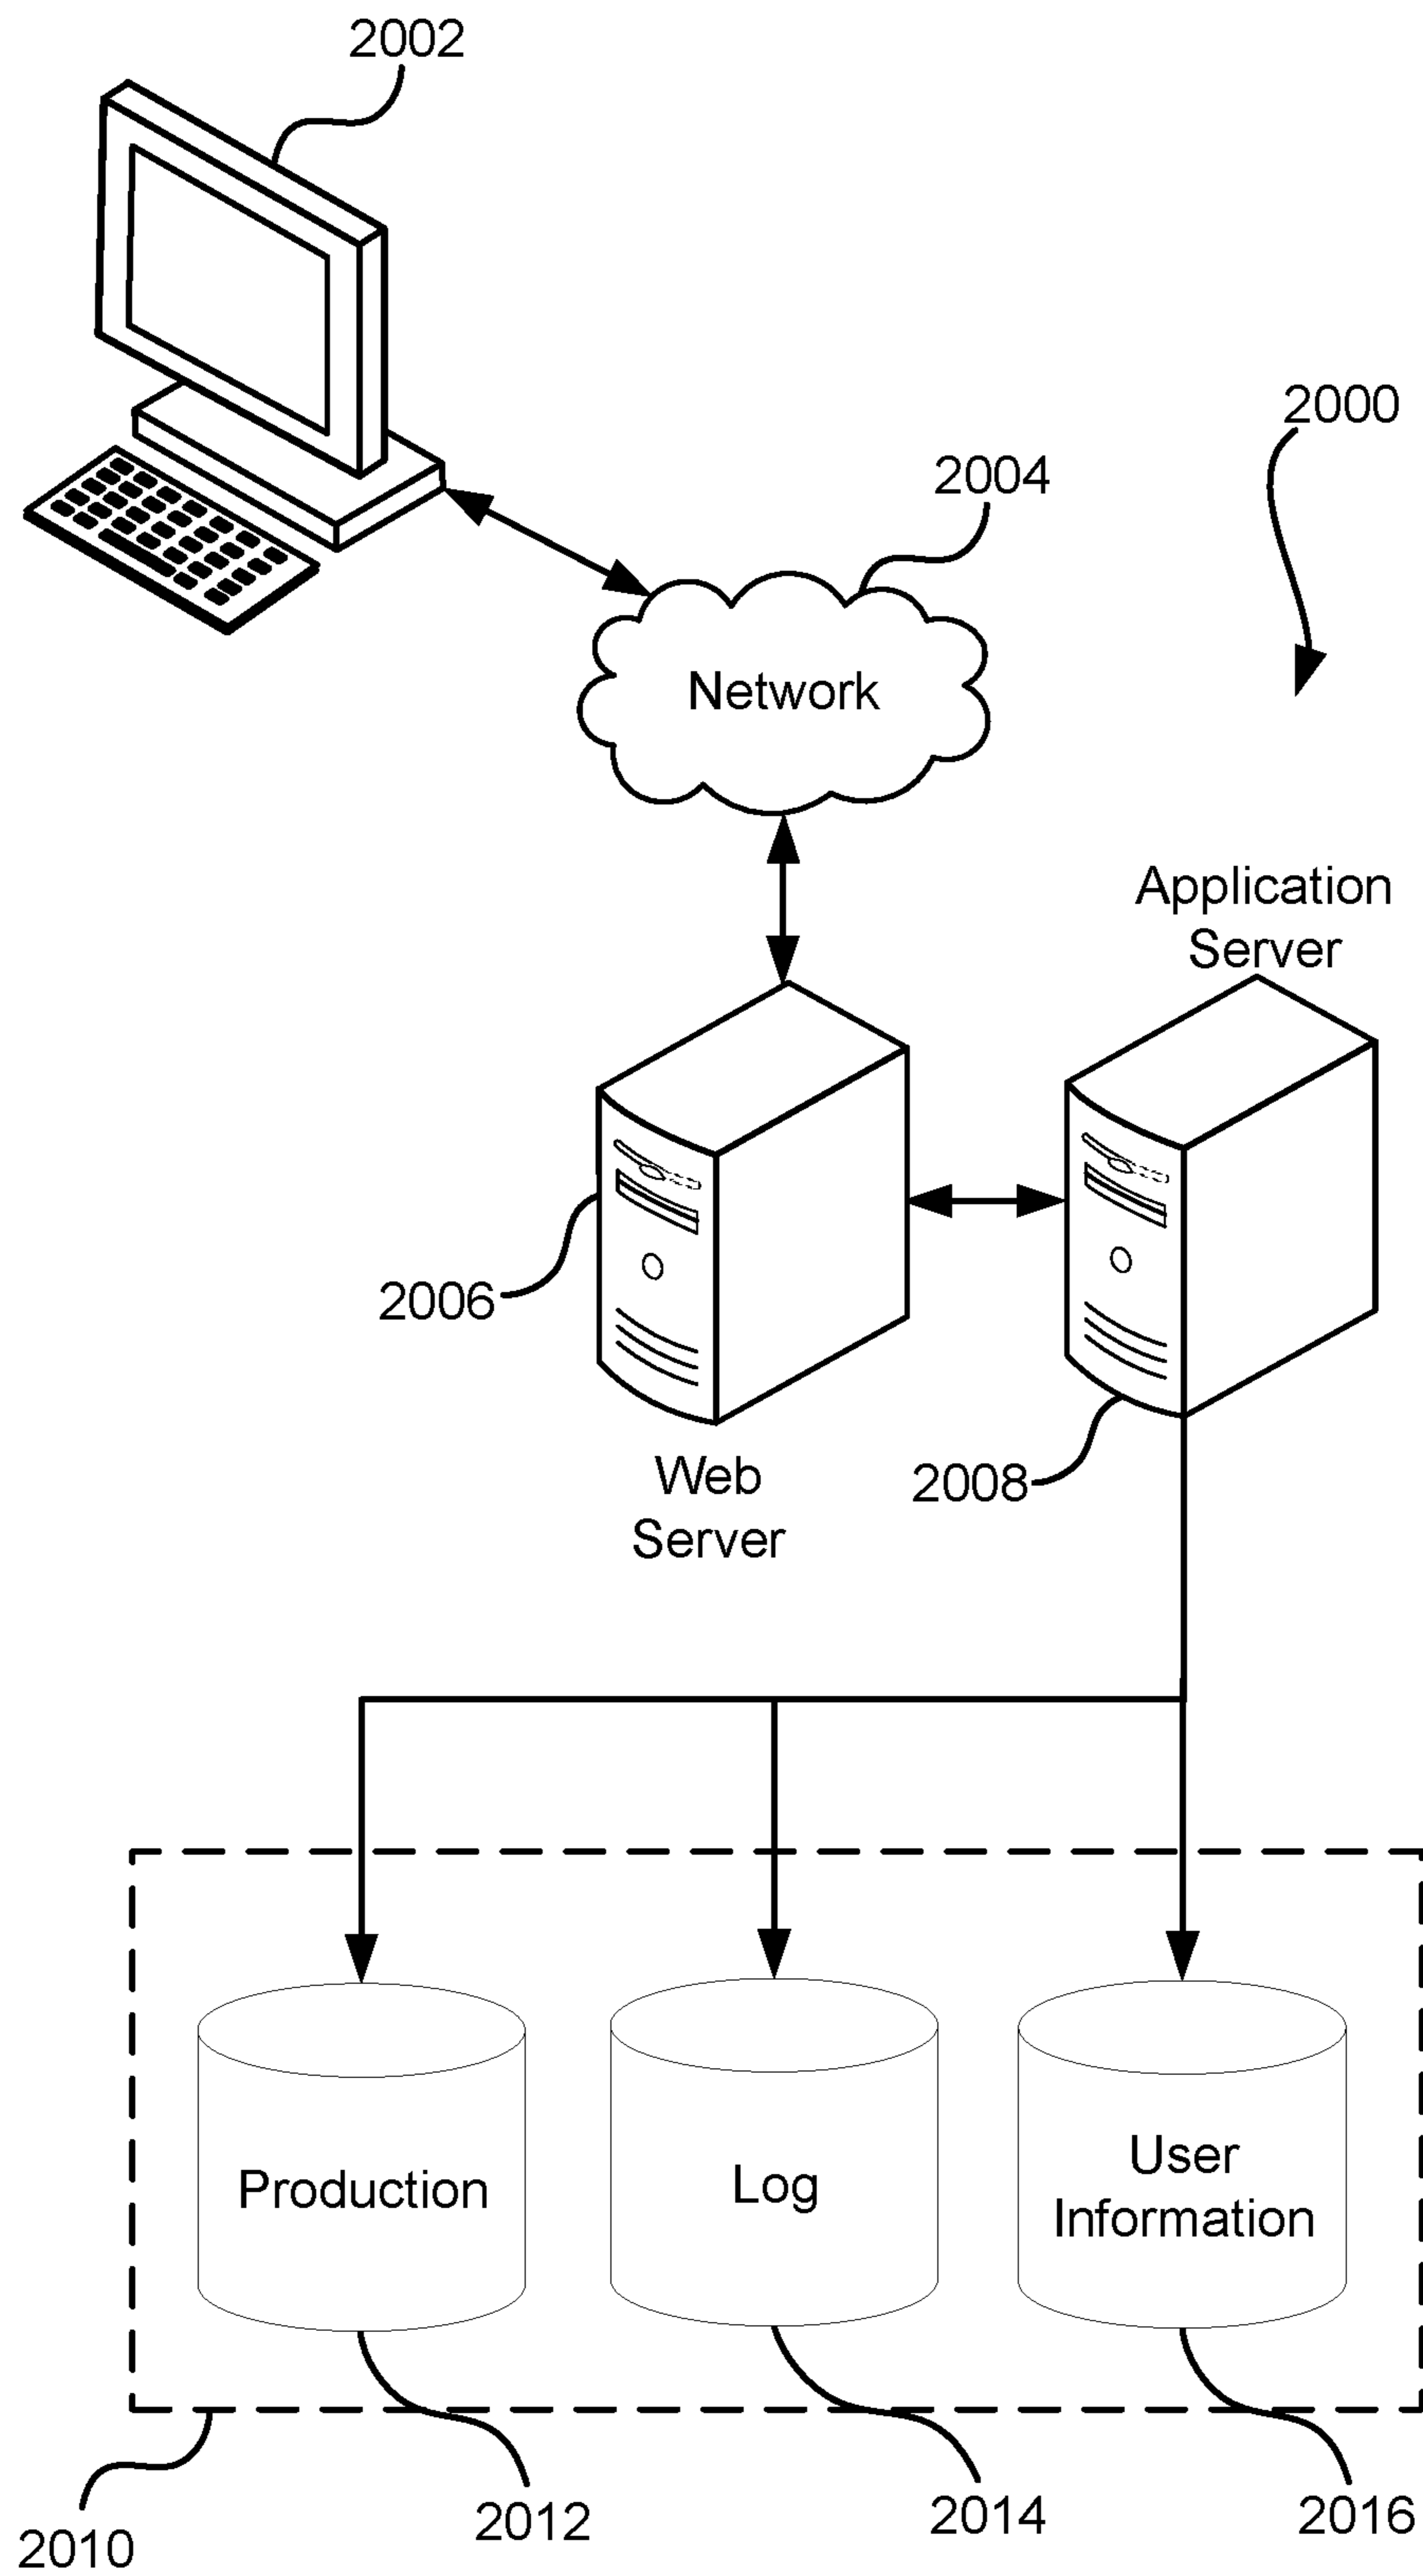 2002
2000
2004
Network
Application
Server
2006
Web
Server
2008
Production
Log
User
Information
2010
2012
2014
2016